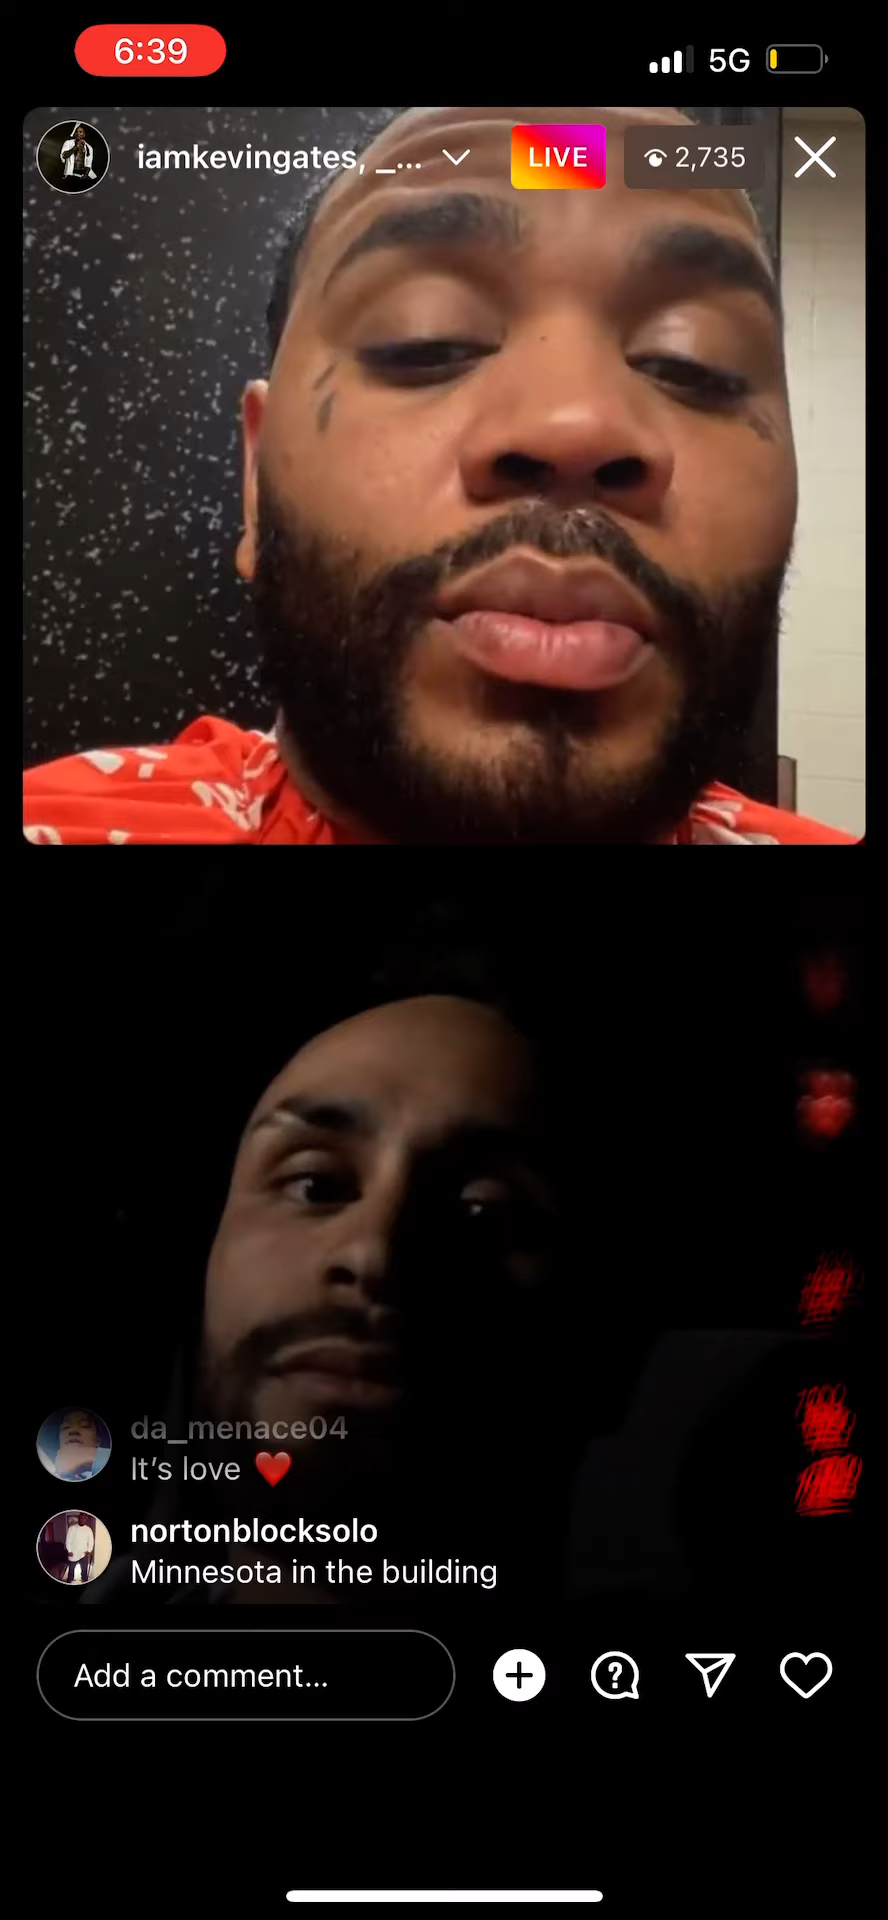 6:39
5G
iamkevingates, _...
LIVE
2,735
da_menace04
It's love ❤️
nortonblocksolo
Minnesota in the building
Add a comment...